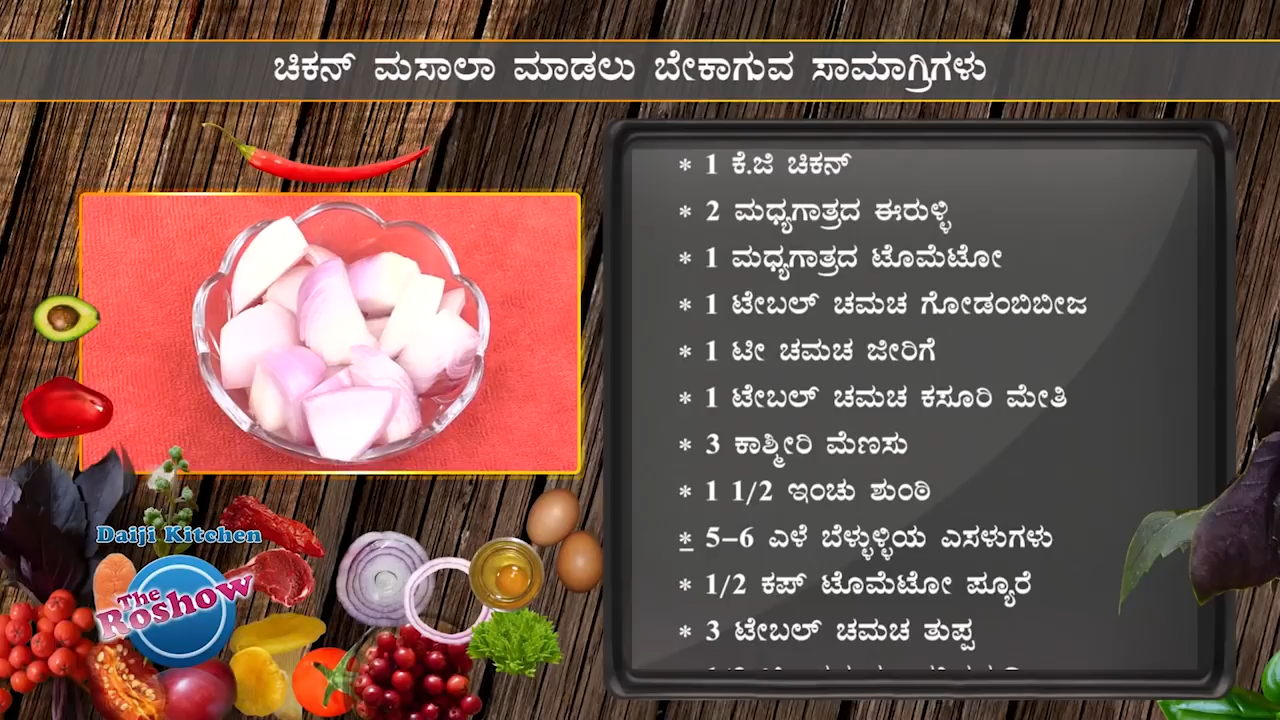 ಚಿಕನ್ ಮಸಾಲಾ ಮಾಡಲು ಬೇಕಾಗುವ ಸಾಮಾಗ್ರಿಗಳು
* 1 ಕೆ.ಜಿ ಚಿಕನ್
* 2 ಮಧ್ಯಗಾತ್ರದ ಈರುಳ್ಳಿ
* 1 ಮಧ್ಯಗಾತ್ರದ ಟೊಮೆಟೋ
* 1 ಟೇಬಲ್ ಚಮಚ ಗೋಡಂಬಿಬೀಜ
* 1 ಟೀ ಚಮಚ ಜೀರಿಗೆ
* 1 ಟೇಬಲ್ ಚಮಚ ಕಸೂರಿ ಮೇತಿ
* 3 ಕಾಶ್ಮೀರಿ ಮೆಣಸು
* 1 1/2 ಇಂಚು ಶುಂಠಿ
* 5-6 ಎಳೆ ಬೆಳ್ಳುಳ್ಳಿಯ ಎಸಳುಗಳು
* 1/2 ಕಪ್ ಟೊಮೆಟೋ ಪ್ಯೂರೆ
* 3 ಟೇಬಲ್ ಚಮಚ ತುಪ್ಪ
Daiji Kitchen
The
Roshow